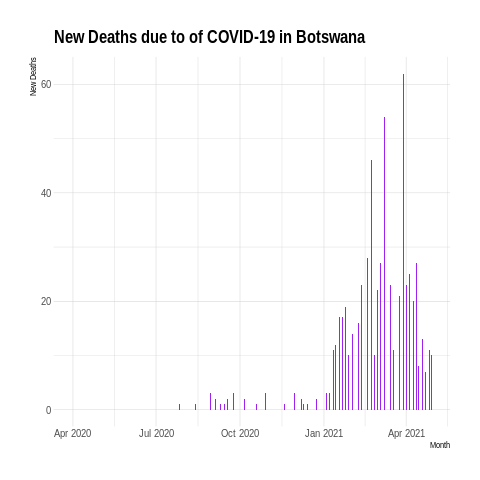 New Deaths due to of COVID-19 in Botswana
New Deaths
60
40
20
0
Apr 2020 Jul 2020 Oct 2020 Jan 2021 Apr 2021
Month